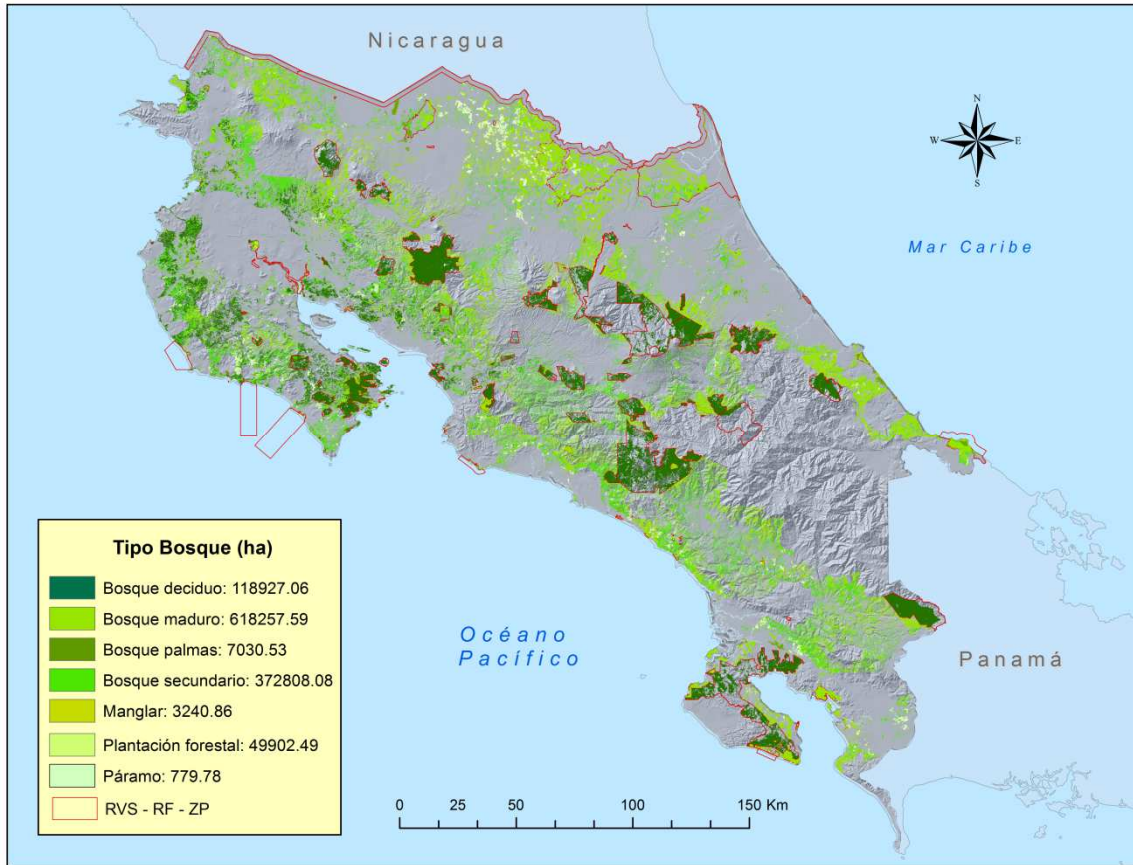 Nicaragua
N
W E
S
Mar Caribe
Océano
Pacífico
Panamá
Tipo Bosque (ha)
Bosque deciduo: 118927.06
Bosque maduro: 618257.59
Bosque palmas: 7030.53
Bosque secundario: 372808.08
Manglar: 3240.86
Plantación forestal: 49902.49
Páramo: 779.78
RVS - RF - ZP
0 25 50 100 150 Km